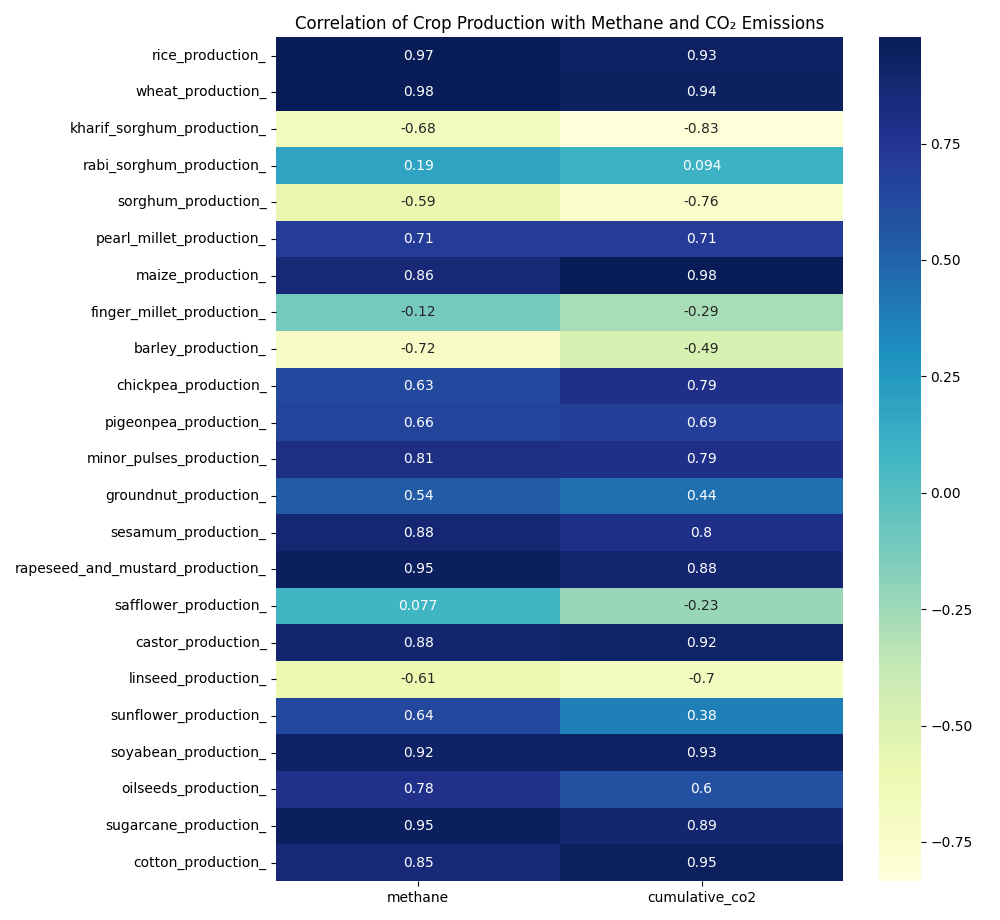 Correlation of Crop Production with Methane and CO₂ Emissions
rice_production_ 0.97 0.93
wheat_production_ 0.98 0.94
kharif_sorghum_production_ -0.68 -0.83
rabi_sorghum_production_ 0.19 0.094
sorghum_production_ -0.59 -0.76
pearl_millet_production_ 0.71 0.71
maize_production_ 0.86 0.98
finger_millet_production_ -0.12 -0.29
barley_production_ -0.72 -0.49
chickpea_production_ 0.63 0.79
pigeonpea_production_ 0.66 0.69
minor_pulses_production_ 0.81 0.79
groundnut_production_ 0.54 0.44
sesamum_production_ 0.88 0.8
rapeseed_and_mustard_production_ 0.95 0.88
safflower_production_ 0.077 -0.23
castor_production_ 0.88 0.92
linseed_production_ -0.61 -0.7
sunflower_production_ 0.64 0.38
soyabean_production_ 0.92 0.93
oilseeds_production_ 0.78 0.6
sugarcane_production_ 0.95 0.89
cotton_production_ 0.85 0.95
methane cumulative_co2
0.75
0.50
0.25
0.00
−0.25
−0.50
−0.75